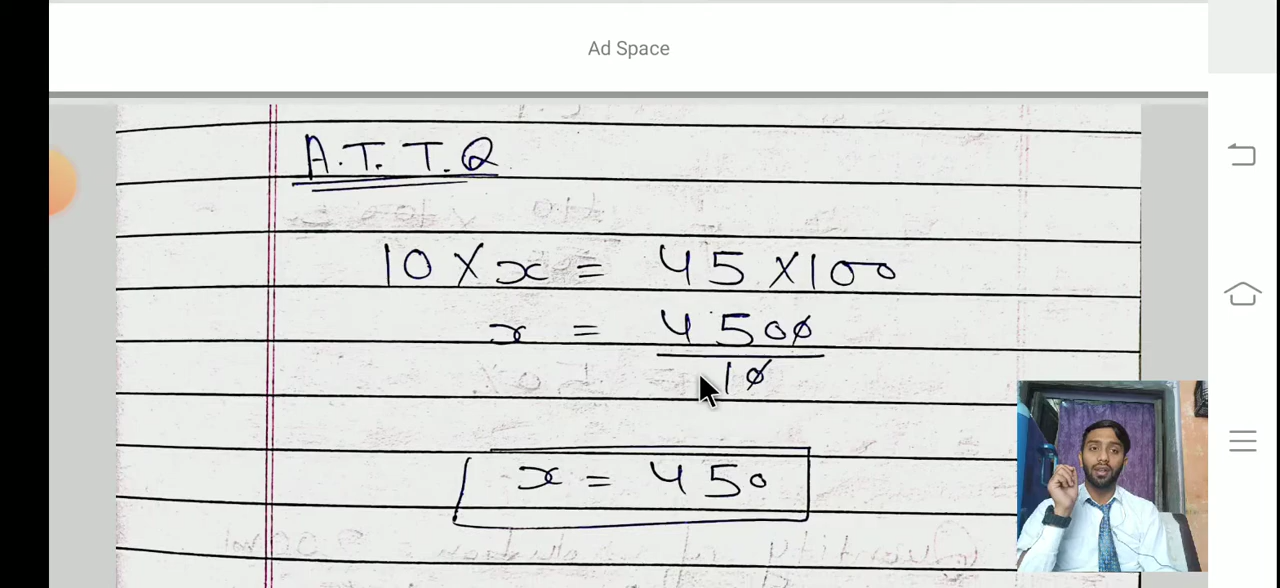 Ad Space
A.T.T.Q
10 X x = 45 X 100
x = 4500
10
x = 450